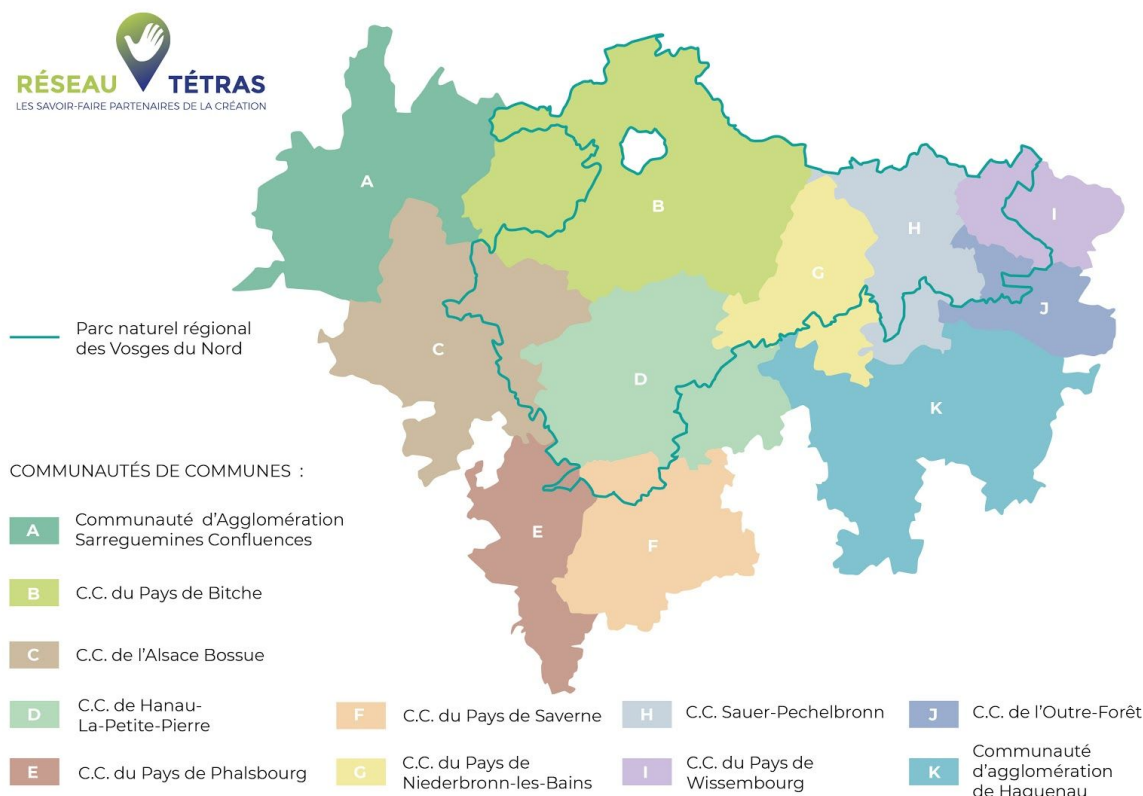 RÉSEAU TÉTRAS
LES SAVOIR-FAIRE PARTENAIRES DE LA CRÉATION
A
B
C
D
E
F
G
H
I
J
K
Parc naturel régional
des Vosges du Nord
COMMUNAUTÉS DE COMMUNES :
A Communauté d'Agglomération
Sarreguemines Confluences
B C.C. du Pays de Bitche
C C.C. de l'Alsace Bossue
D C.C. de Hanau-
La-Petite-Pierre
E C.C. du Pays de Phalsbourg
F C.C. du Pays de Saverne
G C.C. du Pays de
Niederbronn-les-Bains
H C.C. Sauer-Pechelbronn
I C.C. du Pays de
Wissembourg
J C.C. de l'Outre-Forêt
K Communauté
d'agglomération
de Haguenau